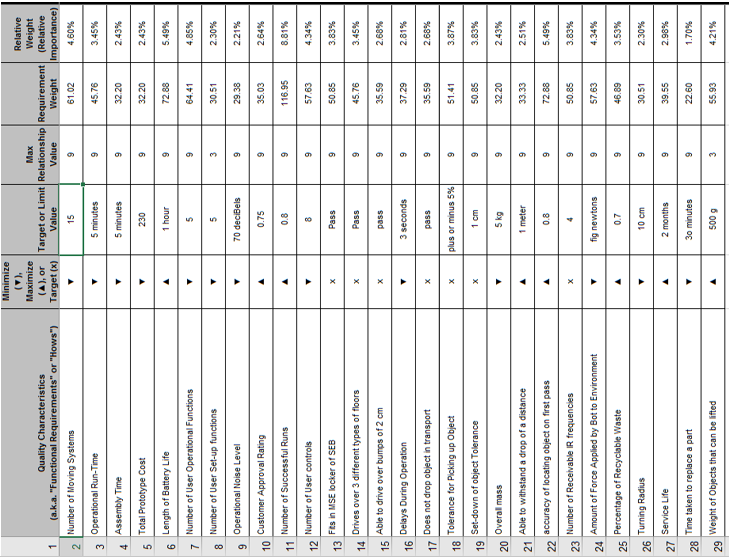 1 Quality Characteristics (a.k.a. "Functional Requirements" or "Hows") Minimize (▼), Maximize (▲), or Target (x) Target or Limit Value Max Relationship Value Requirement Weight Relative Weight (Relative Importance)
2 Number of Moving Systems ▼ 15 9 61.02 4.60%
3 Operational Run-Time ▼ 5 minutes 9 45.76 3.45%
4 Assembly Time ▼ 5 minutes 9 32.20 2.43%
5 Total Prototype Cost ▼ 230 9 32.20 2.43%
6 Length of Battery Life ▲ 1 hour 9 72.88 5.49%
7 Number of User Operational Functions ▼ 5 9 64.41 4.85%
8 Number of User Set-up functions ▼ 5 3 30.51 2.30%
9 Operational Noise Level ▼ 70 deciBels 9 29.38 2.21%
10 Customer Approval Rating ▲ 0.75 9 35.03 2.64%
11 Number of Successful Runs ▲ 0.8 9 116.95 8.81%
12 Number of User controls ▼ 8 9 57.63 4.34%
13 Fits in MSE locker of SEB x Pass 9 50.85 3.83%
14 Drives over 3 different types of floors x Pass 9 45.76 3.45%
15 Able to drive over bumps of 2 cm x pass 9 35.59 2.68%
16 Delays During Operation ▼ 3 seconds 9 37.29 2.81%
17 Does not drop object in transport x pass 9 35.59 2.68%
18 Tolerance for Picking up Object x plus or minus 5% 9 51.41 3.87%
19 Set-down of object Tolerance x 1 cm 9 50.85 3.83%
20 Overall mass ▼ 5 kg 9 32.20 2.43%
21 Able to withstand a drop of a distance ▲ 1 meter 9 33.33 2.51%
22 accuracy of locating object on first pass ▲ 0.8 9 72.88 5.49%
23 Number of Receivable IR frequencies x 4 9 50.85 3.83%
24 Amount of Force Applied by Bot to Environment ▼ fig newtons 9 57.63 4.34%
25 Percentage of Recyclable Waste ▲ 0.7 9 46.89 3.53%
26 Turning Radius ▼ 10 cm 9 30.51 2.30%
27 Service Life ▲ 2 months 9 39.55 2.98%
28 Time taken to replace a part ▼ 3o minutes 9 22.60 1.70%
29 Weight of Objects that can be lifted ▲ 500 g 3 55.93 4.21%